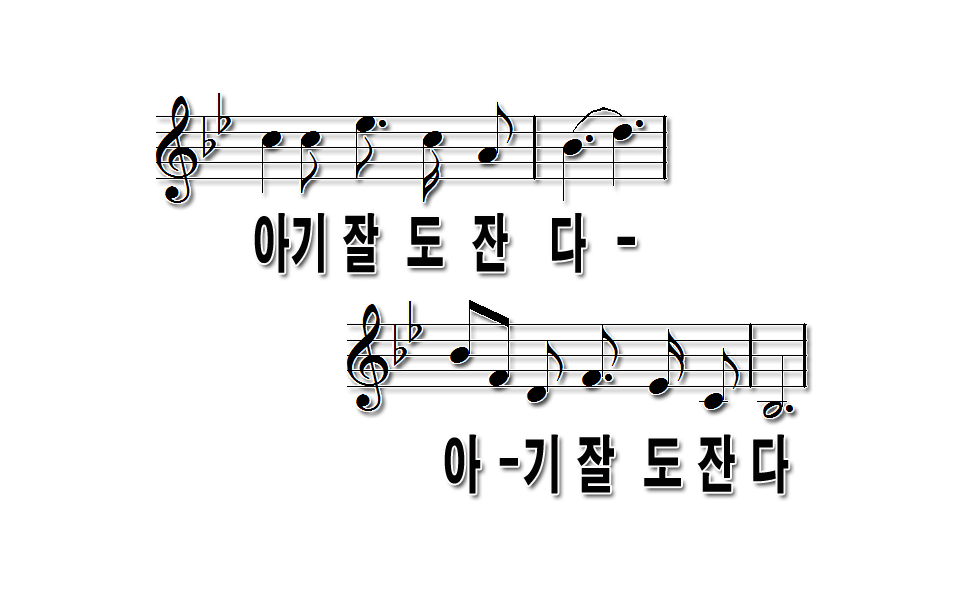 아기 잘 도 잔 다 -
아 -기 잘 도 잔 다